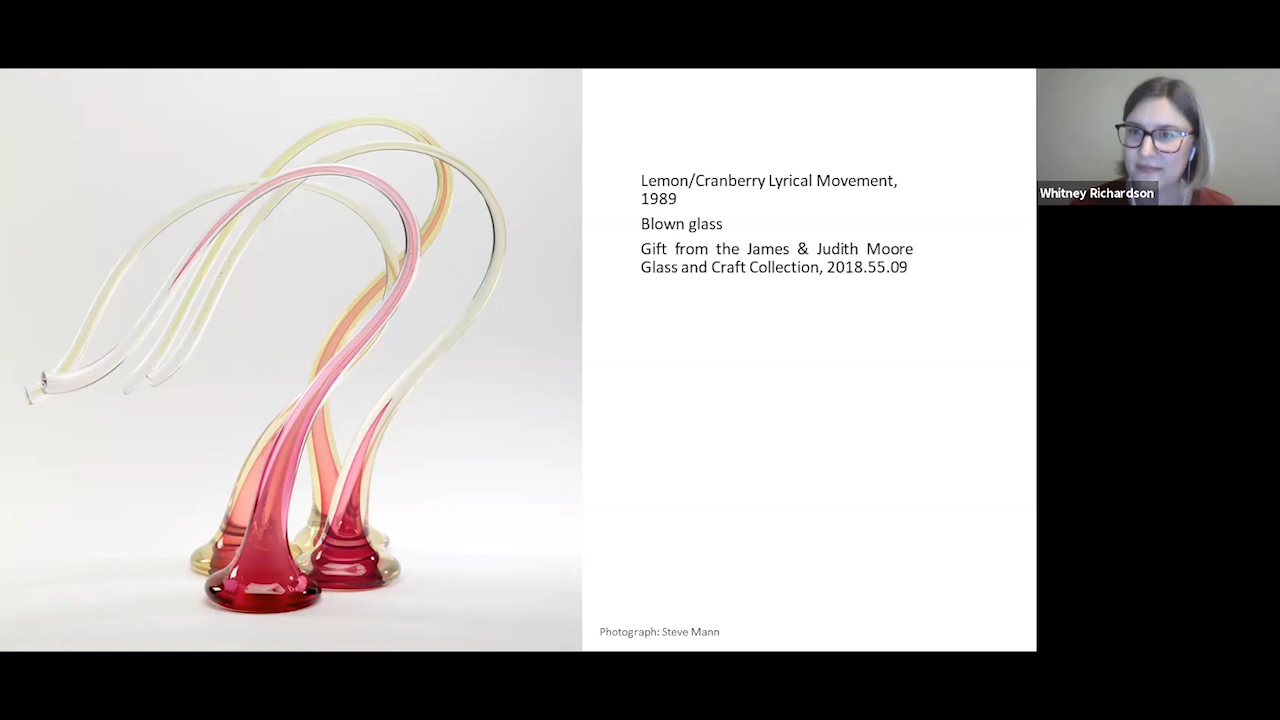 Lemon/Cranberry Lyrical Movement,
1989
Blown glass
Gift from the James & Judith Moore
Glass and Craft Collection, 2018.55.09
Photograph: Steve Mann
Whitney Richardson